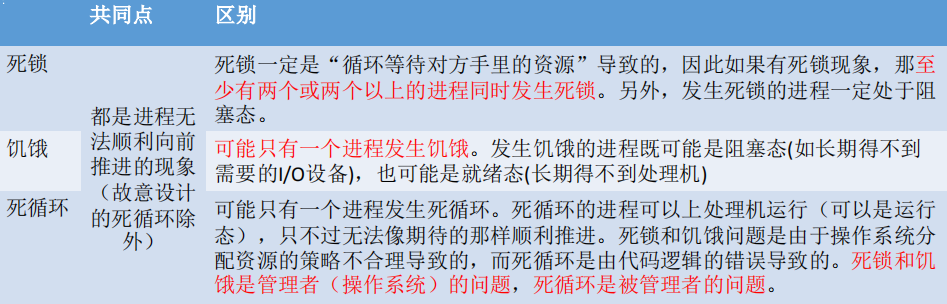 共同点 区别
死锁
死锁一定是“循环等待对方手里的资源”导致的，因此如果有死锁现象，那至
少有两个或两个以上的进程同时发生死锁。另外，发生死锁的进程一定处于阻
塞态。
都是进程无
法顺利向前
推进的现象
（故意设计
的死循环除
外）
饥饿
可能只有一个进程发生饥饿。发生饥饿的进程既可能是阻塞态(如长期得不到
需要的I/O设备)，也可能是就绪态(长期得不到处理机)
死循环
可能只有一个进程发生死循环。死循环的进程可以上处理机运行（可以是运行
态），只不过无法像期待的那样顺利推进。死锁和饥饿问题是由于操作系统分
配资源的策略不合理导致的，而死循环是由代码逻辑的错误导致的。死锁和饥
饿是管理者（操作系统）的问题，死循环是被管理者的问题。